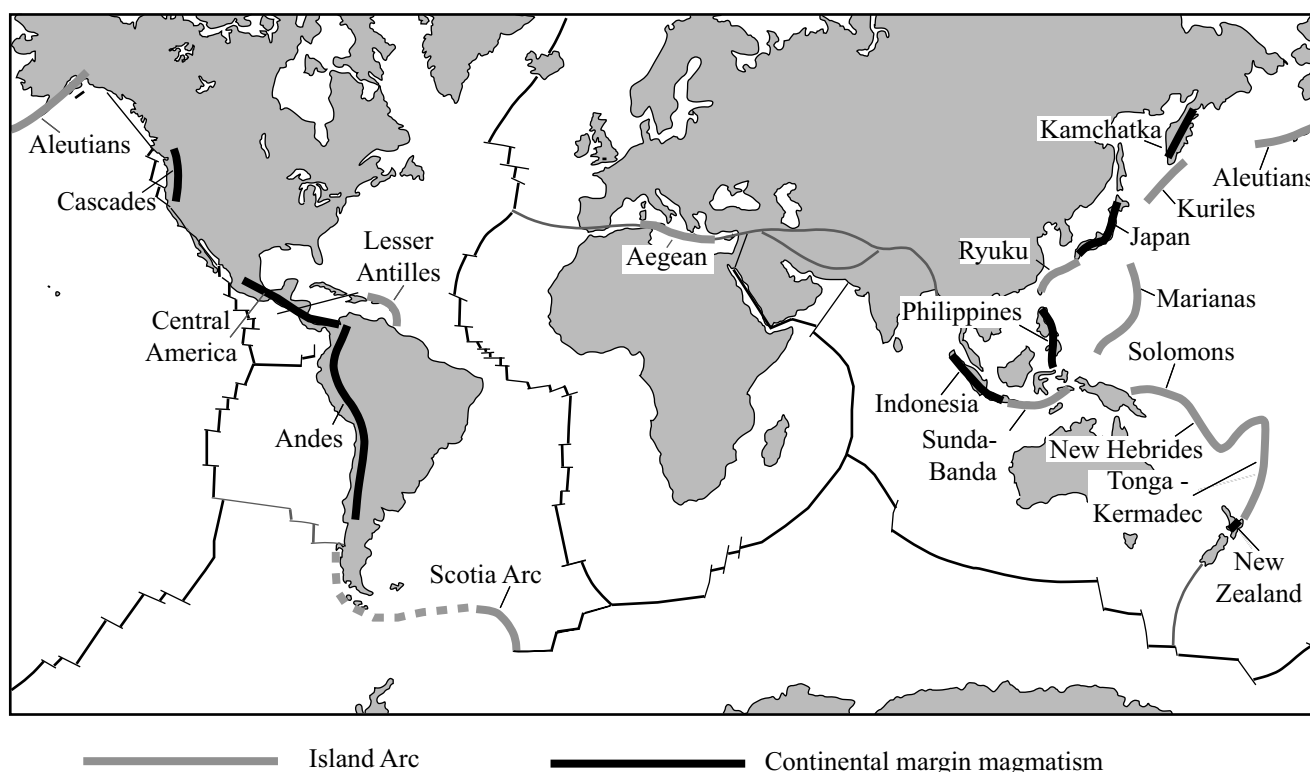 Aleutians
Cascades
Lesser
Antilles
Central
America
Andes
Scotia Arc
Aegean
Kamchatka
Aleutians
Kuriles
Japan
Ryuku
Marianas
Philippines
Solomons
Indonesia
Sunda-
Banda
New Hebrides
Tonga -
Kermadec
New
Zealand
Island Arc
Continental margin magmatism